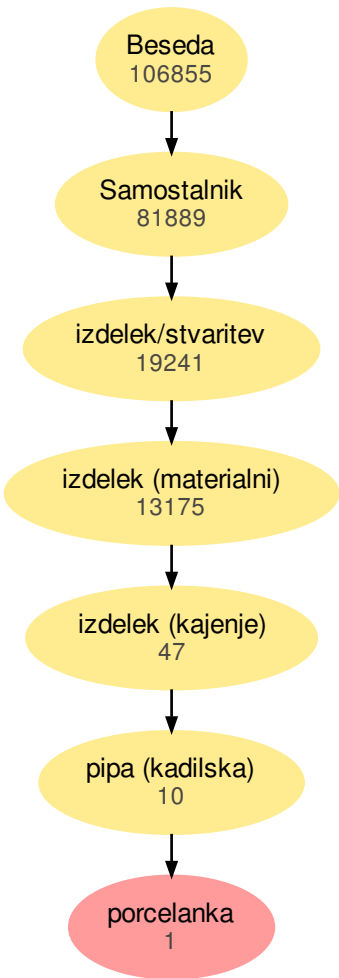 Beseda
106855
Samostalnik
81889
izdelek/stvaritev
19241
izdelek (materialni)
13175
izdelek (kajenje)
47
pipa (kadilska)
10
porcelanka
1